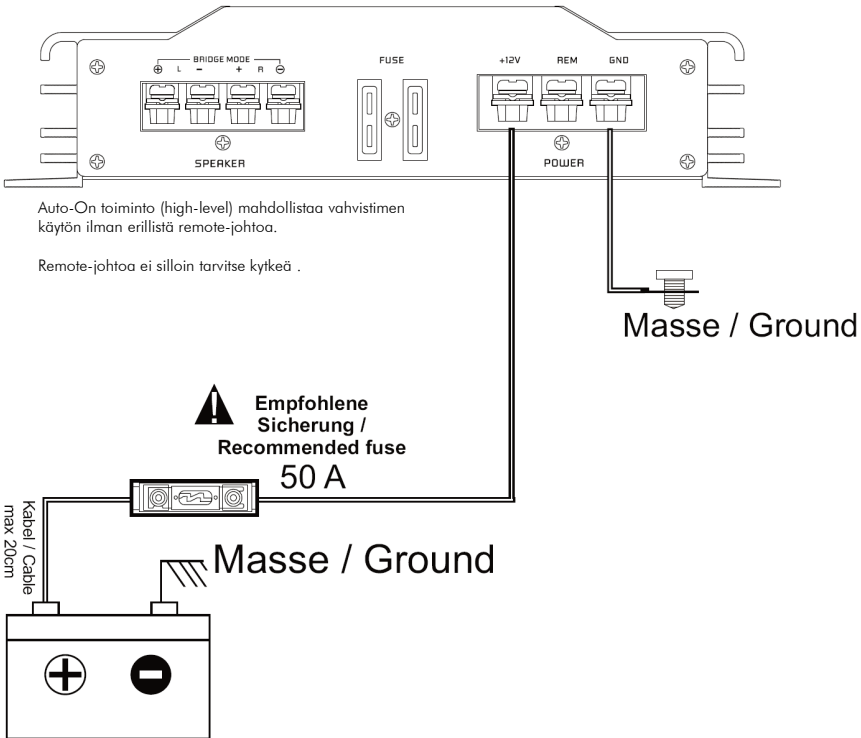 BRIDGE MODE
⊕ L − + R ⊖
FUSE
+12V REM GND
SPEAKER
POWER
Auto-On toiminto (high-level) mahdollistaa vahvistimen
käytön ilman erillistä remote-johtoa.
Remote-johtoa ei silloin tarvitse kytkeä .
Masse / Ground
Empfohlene
Sicherung /
Recommended fuse
50 A
Kabel / Cable
max 20cm
Masse / Ground